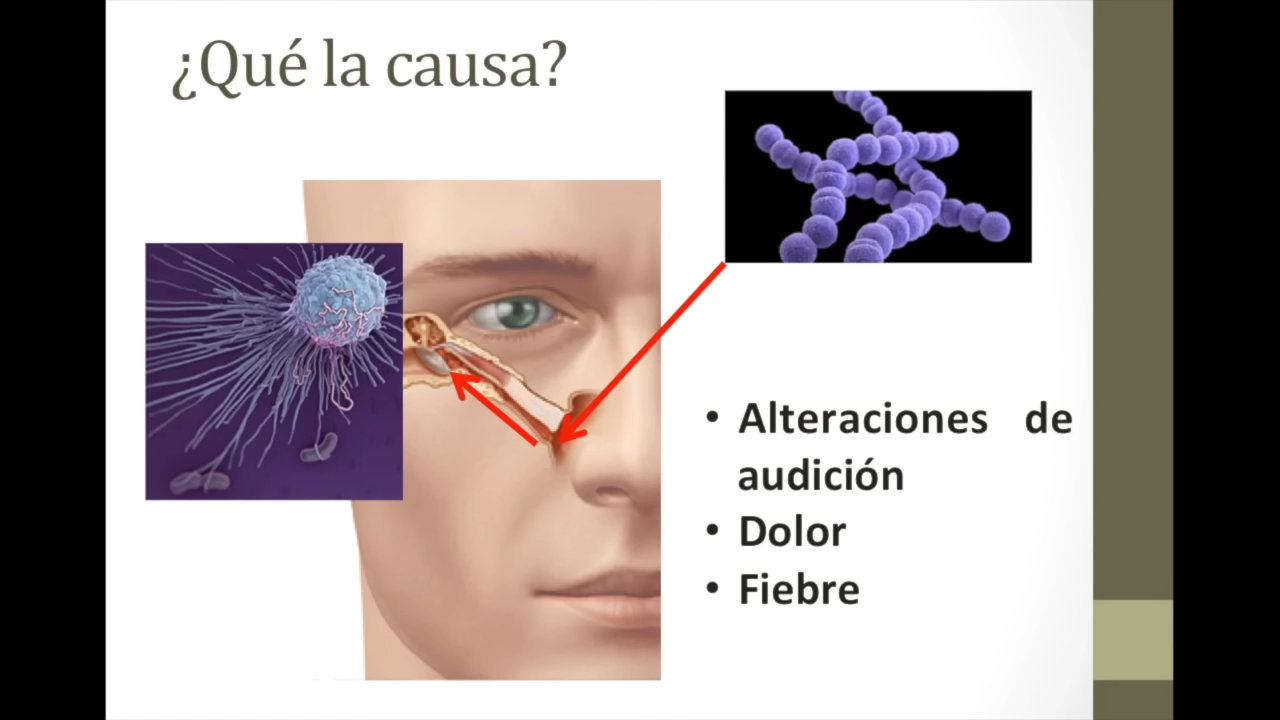 ¿Qué la causa?
• Alteraciones de
audición
• Dolor
• Fiebre